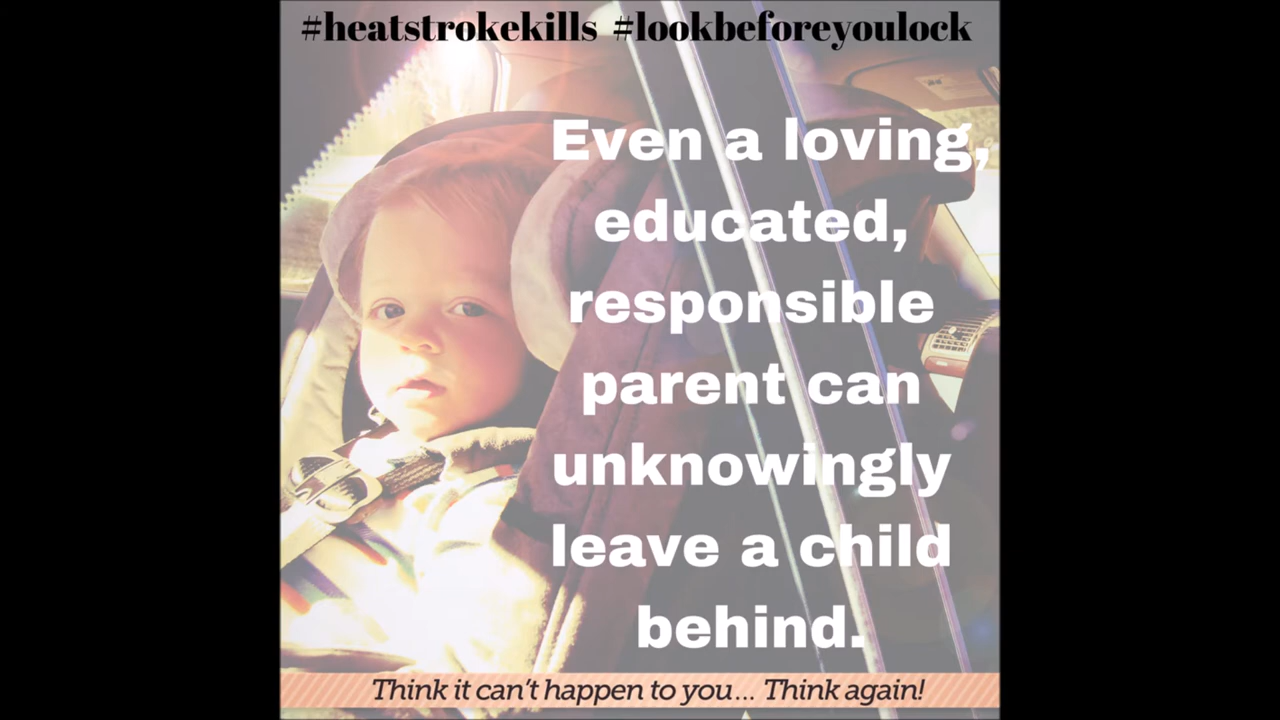 #heatstrokekills #lookbeforeyoulock
Even a loving,
educated,
responsible
parent can
unknowingly
leave a child
behind.
Think it can't happen to you... Think again!